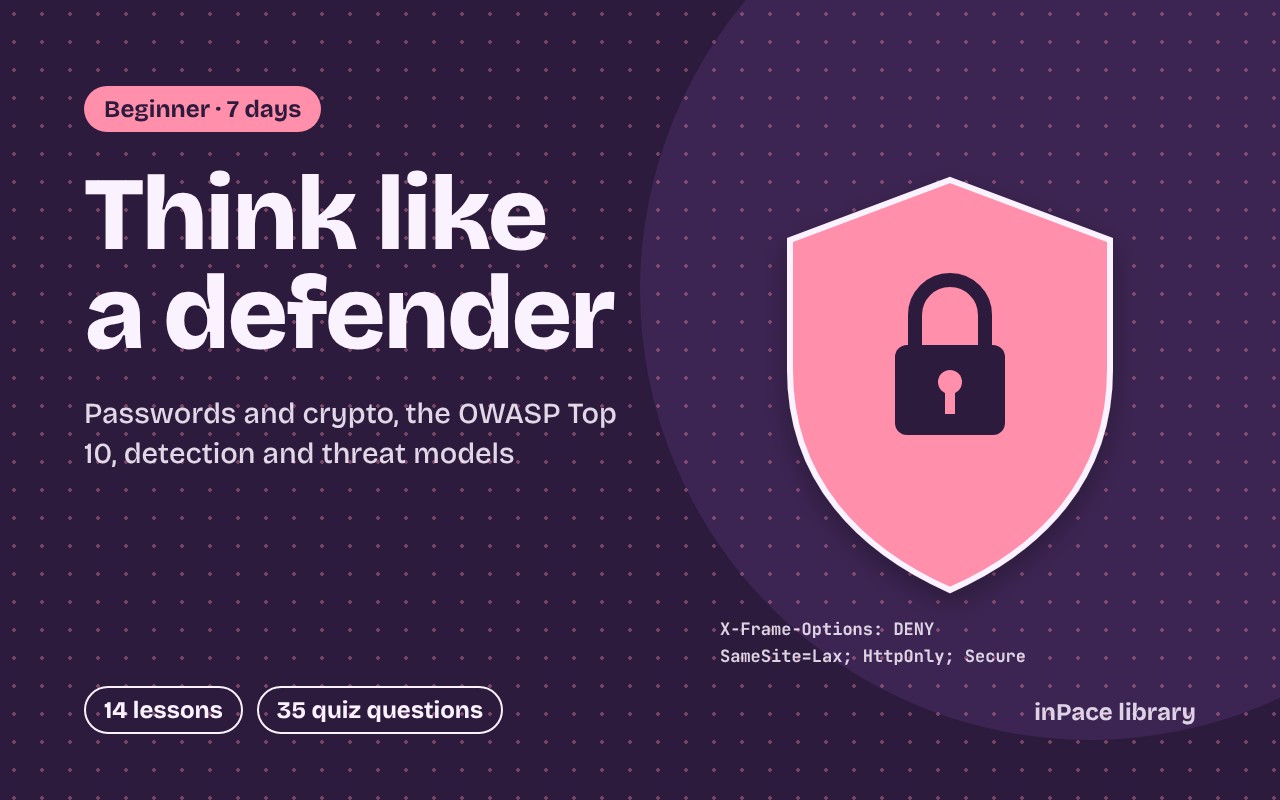 Beginner · 7 days
Think like
a defender
Passwords and crypto, the OWASP Top
10, detection and threat models
X-Frame-Options: DENY
SameSite=Lax; HttpOnly; Secure
14 lessons
35 quiz questions
inPace library